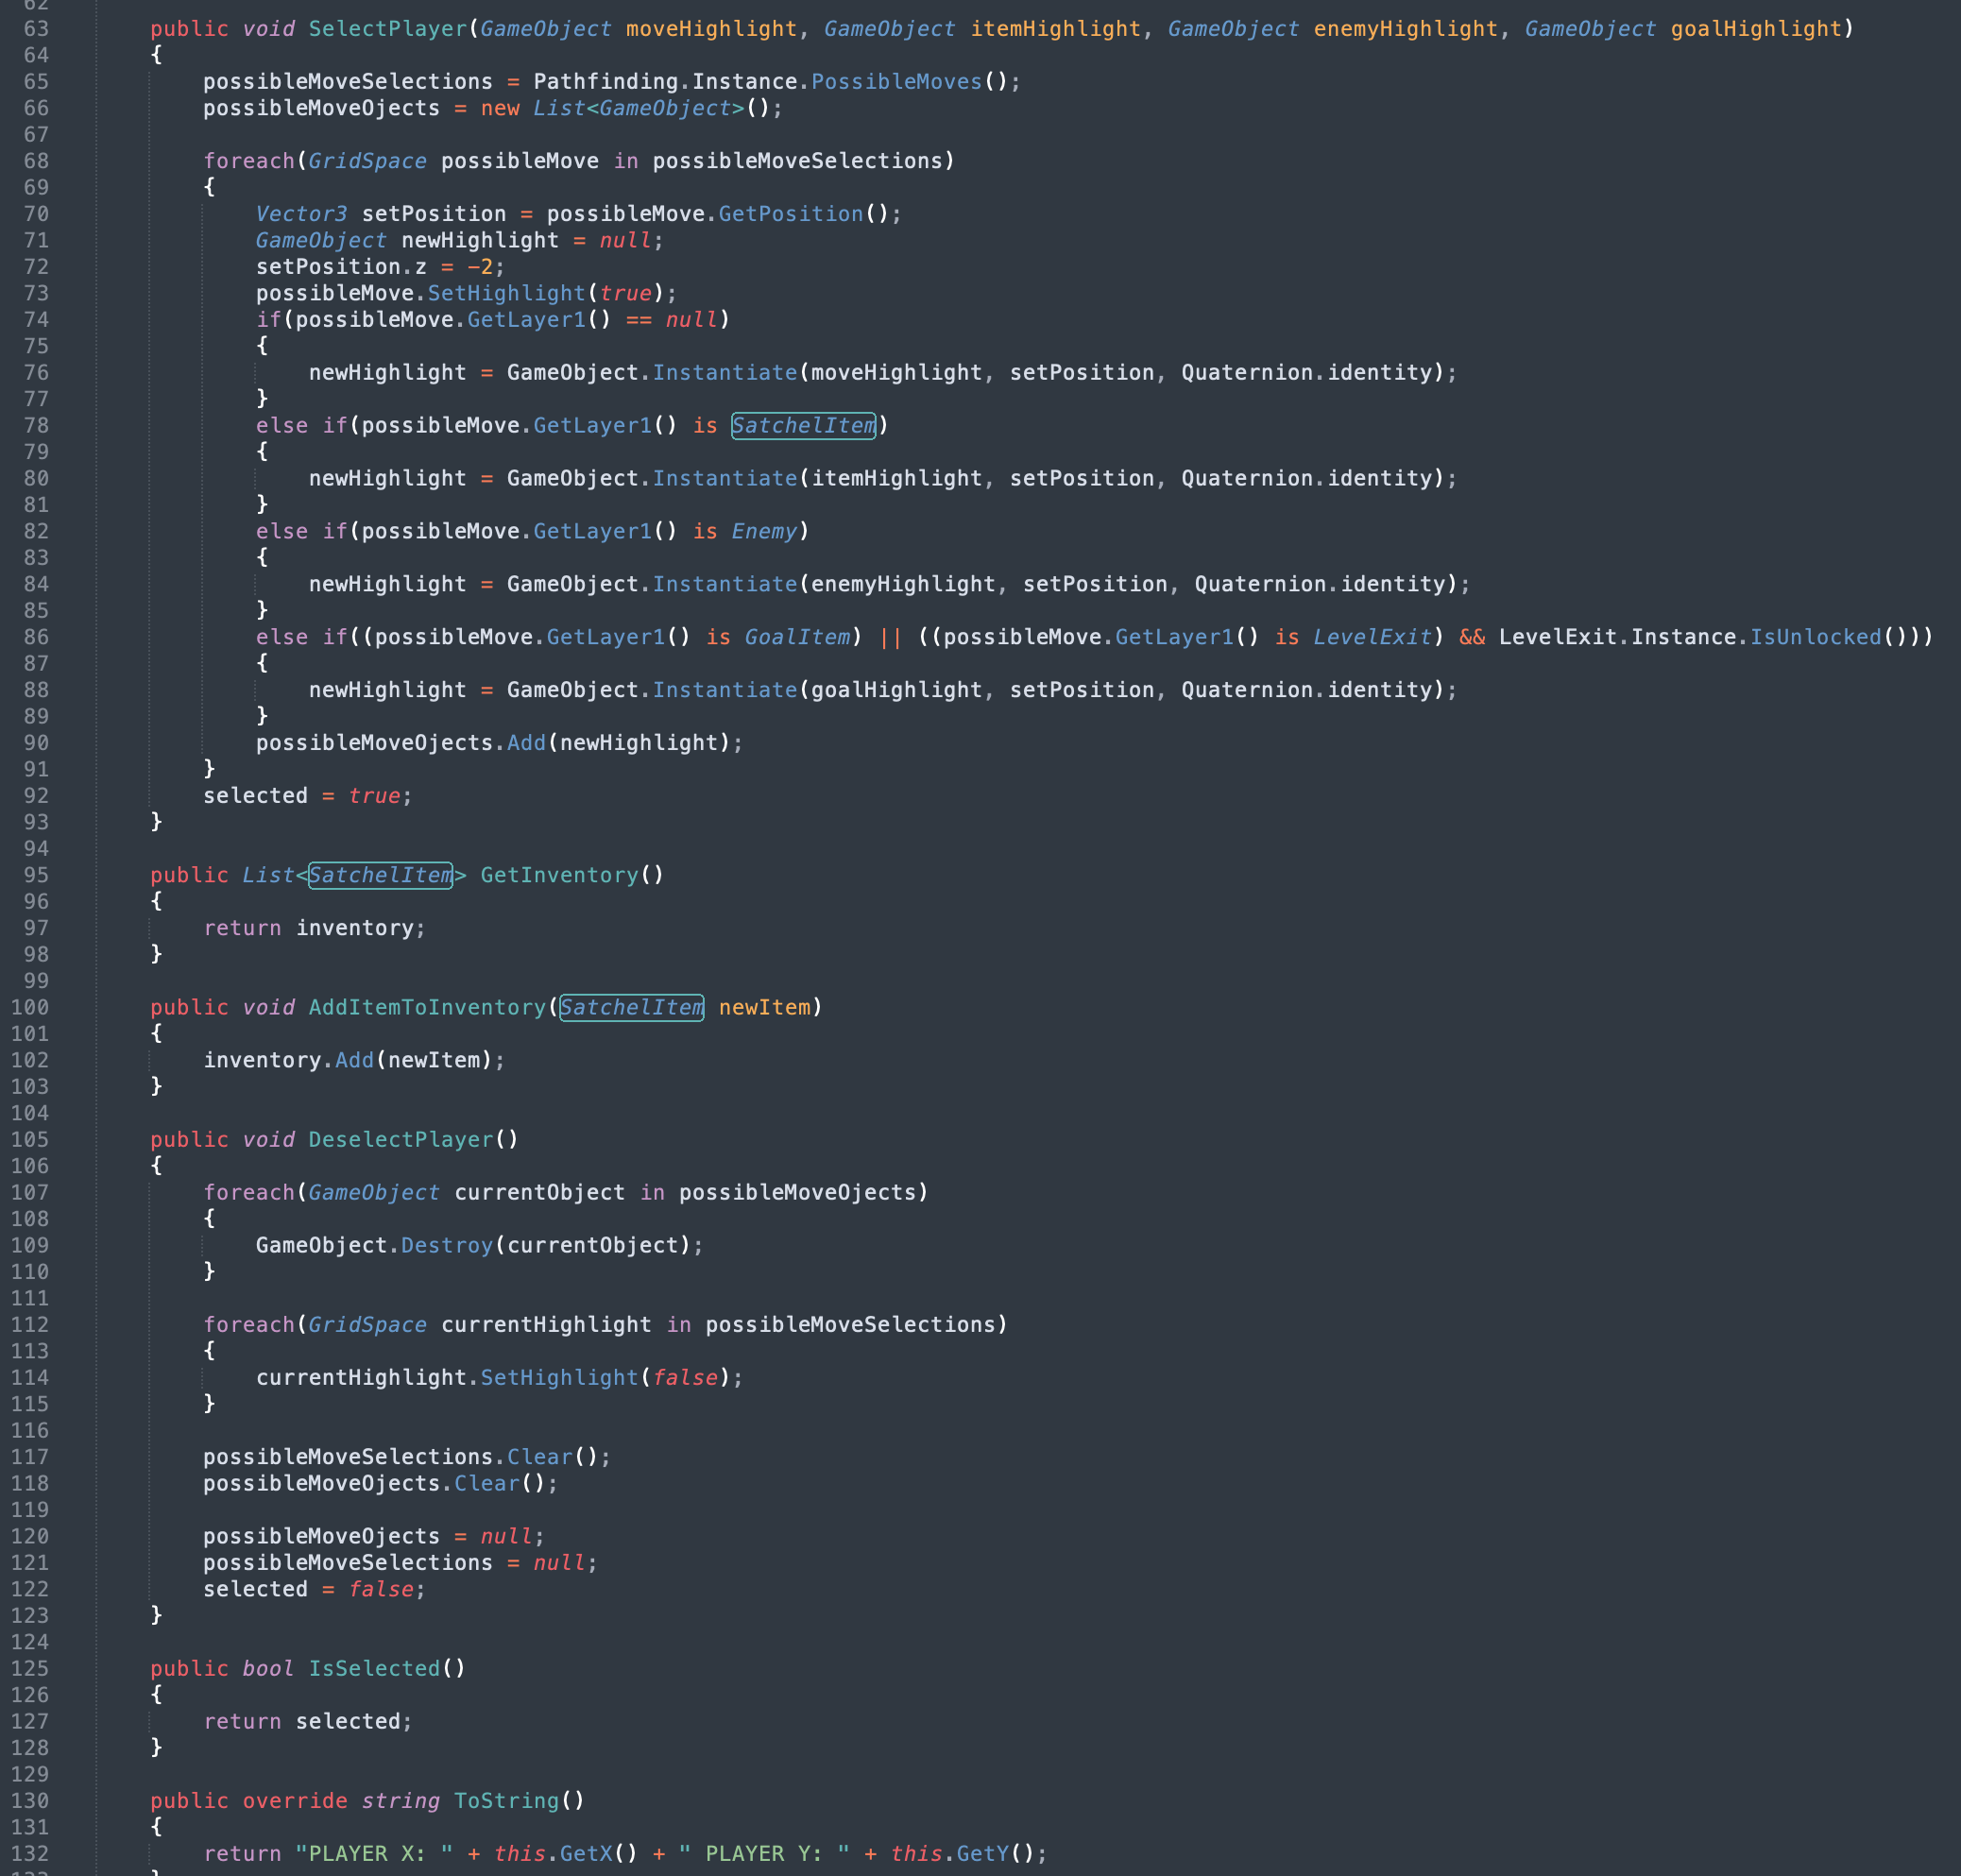 62
63 public void SelectPlayer(GameObject moveHighlight, GameObject itemHighlight, GameObject enemyHighlight, GameObject goalHighlight)
64 {
65 possibleMoveSelections = Pathfinding.Instance.PossibleMoves();
66 possibleMoveOjects = new List<GameObject>();
67
68 foreach(GridSpace possibleMove in possibleMoveSelections)
69 {
70 Vector3 setPosition = possibleMove.GetPosition();
71 GameObject newHighlight = null;
72 setPosition.z = -2;
73 possibleMove.SetHighlight(true);
74 if(possibleMove.GetLayer1() == null)
75 {
76 newHighlight = GameObject.Instantiate(moveHighlight, setPosition, Quaternion.identity);
77 }
78 else if(possibleMove.GetLayer1() is SatchelItem)
79 {
80 newHighlight = GameObject.Instantiate(itemHighlight, setPosition, Quaternion.identity);
81 }
82 else if(possibleMove.GetLayer1() is Enemy)
83 {
84 newHighlight = GameObject.Instantiate(enemyHighlight, setPosition, Quaternion.identity);
85 }
86 else if((possibleMove.GetLayer1() is GoalItem) || ((possibleMove.GetLayer1() is LevelExit) && LevelExit.Instance.IsUnlocked()))
87 {
88 newHighlight = GameObject.Instantiate(goalHighlight, setPosition, Quaternion.identity);
89 }
90 possibleMoveOjects.Add(newHighlight);
91 }
92 selected = true;
93 }
94
95 public List<SatchelItem> GetInventory()
96 {
97 return inventory;
98 }
99
100 public void AddItemToInventory(SatchelItem newItem)
101 {
102 inventory.Add(newItem);
103 }
104
105 public void DeselectPlayer()
106 {
107 foreach(GameObject currentObject in possibleMoveOjects)
108 {
109 GameObject.Destroy(currentObject);
110 }
111
112 foreach(GridSpace currentHighlight in possibleMoveSelections)
113 {
114 currentHighlight.SetHighlight(false);
115 }
116
117 possibleMoveSelections.Clear();
118 possibleMoveOjects.Clear();
119
120 possibleMoveOjects = null;
121 possibleMoveSelections = null;
122 selected = false;
123 }
124
125 public bool IsSelected()
126 {
127 return selected;
128 }
129
130 public override string ToString()
131 {
132 return "PLAYER X: " + this.GetX() + " PLAYER Y: " + this.GetY();
133 }